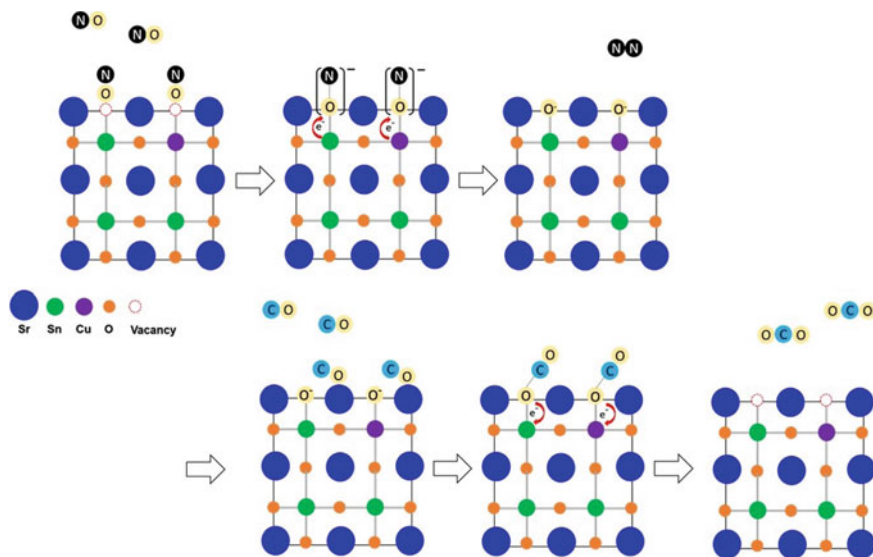 N O
N O
N N
O O
N N
O⁻ O⁻
e⁻ e⁻
− −
N N
O⁻ O⁻
Sr Sn Cu O Vacancy
C O
C O
C O C O
O⁻ O⁻
O O
C C
O O
e⁻ e⁻
O C O
O C O